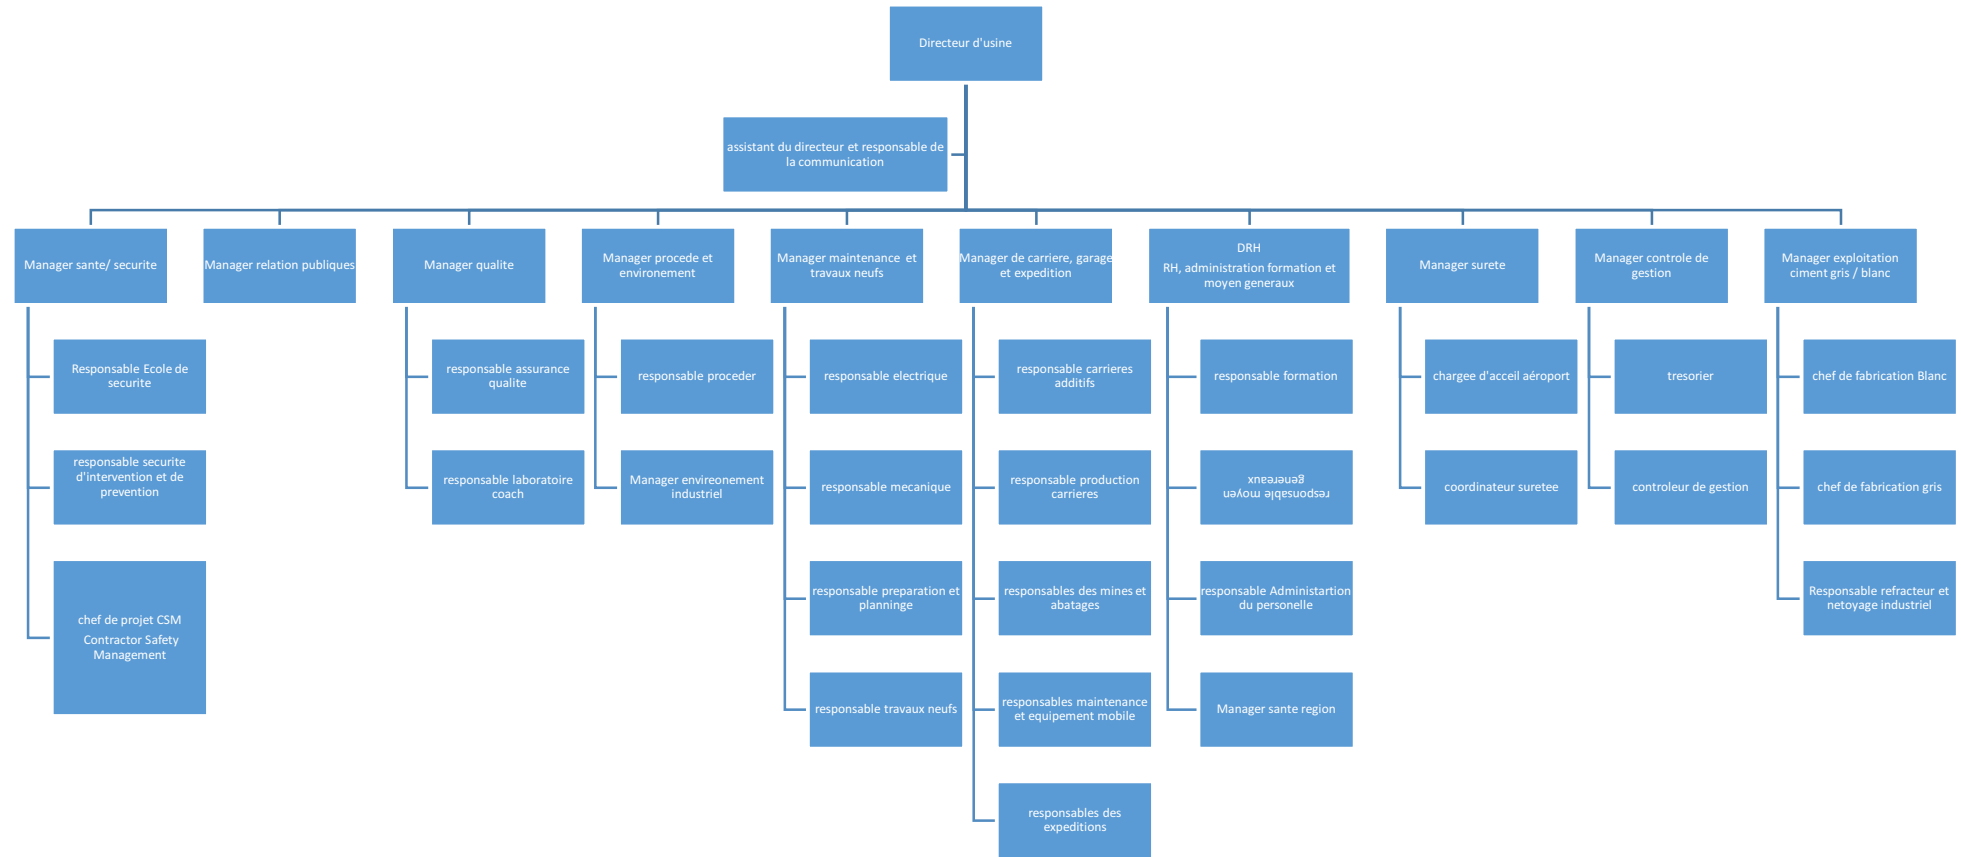 Directeur d'usine
assistant du directeur et responsable de
la communication
Manager sante/ securite
Manager relation publiques
Manager qualite
Manager procede et
environement
Manager maintenance et
travaux neufs
Manager de carriere, garage
et expedition
DRH
RH, administration formation et
moyen generaux
Manager surete
Manager controle de
gestion
Manager exploitation
ciment gris / blanc
Responsable Ecole de
securite
responsable securite
d'intervention et de
prevention
chef de projet CSM
Contractor Safety
Management
responsable assurance
qualite
responsable laboratoire
coach
responsable proceder
Manager envireonement
industriel
responsable electrique
responsable mecanique
responsable preparation et
planninge
responsable travaux neufs
responsable carrieres
additifs
responsable production
carrieres
responsables des mines et
abatages
responsables maintenance
et equipement mobile
responsables des
expeditions
responsable formation
responsable moyen
genereraux
responsable Administartion
du personelle
Manager sante region
chargee d'acceil aéroport
coordinateur suretee
tresorier
controleur de gestion
chef de fabrication Blanc
chef de fabrication gris
Responsable refracteur et
netoyage industriel